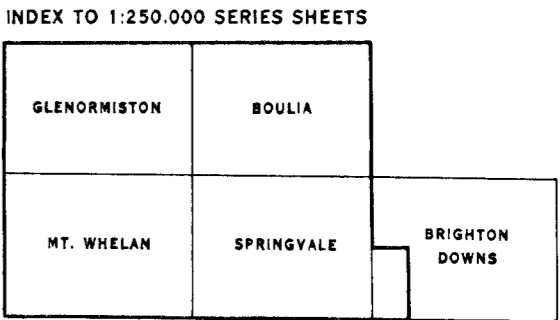 INDEX TO 1:250.000 SERIES SHEETS
GLENORMISTON
BOULIA
MT. WHELAN
SPRINGVALE
BRIGHTON
DOWNS